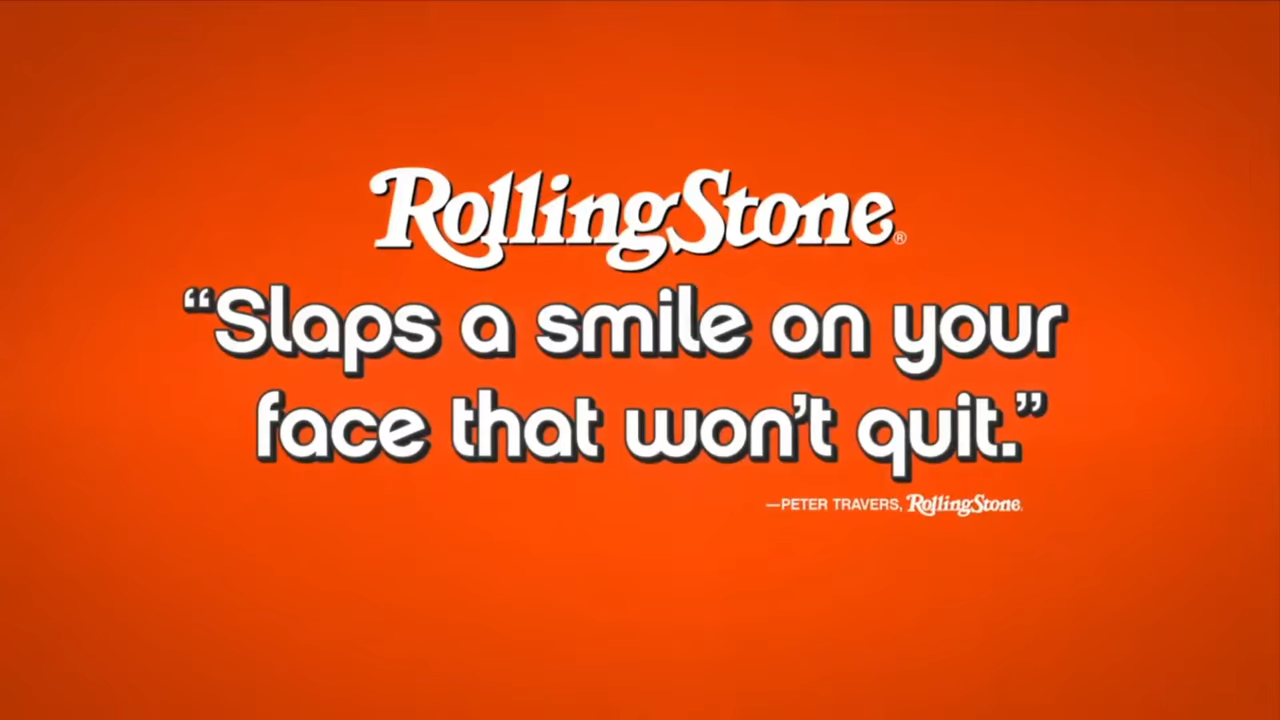 RollingStone®
“Slaps a smile on your
face that won’t quit.”
—PETER TRAVERS, RollingStone.